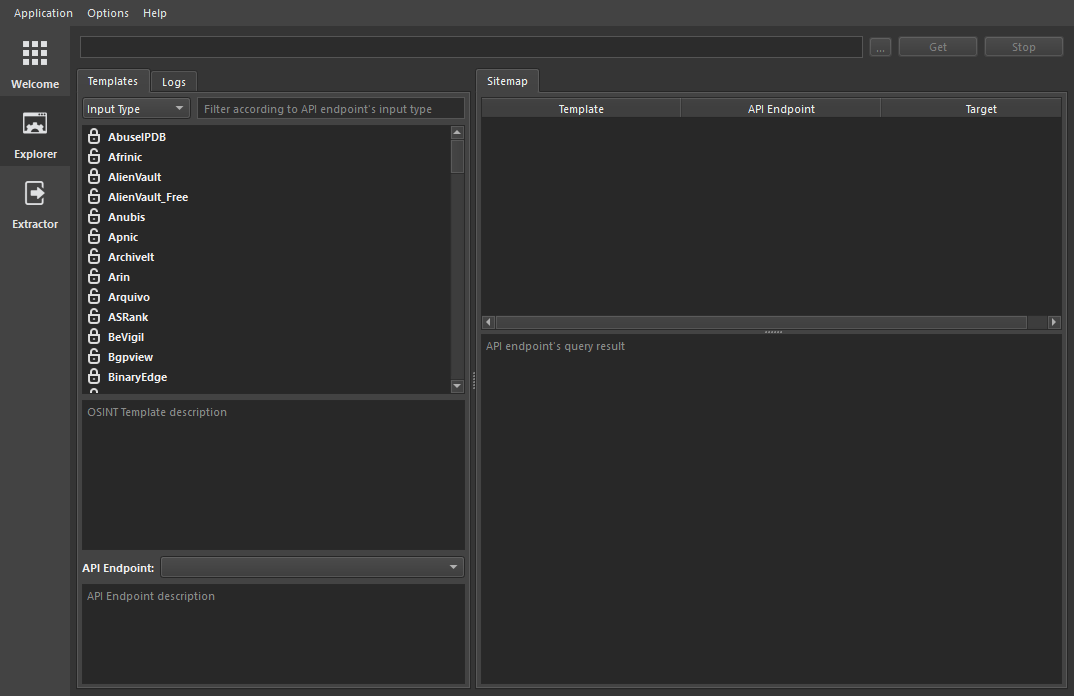 Application Options Help
... Get Stop
Welcome
Explorer
Extractor
Templates Logs
Input Type Filter according to API endpoint's input type
AbuseIPDB
Afrinic
AlienVault
AlienVault_Free
Anubis
Apnic
ArchiveIt
Arin
Arquivo
ASRank
BeVigil
Bgpview
BinaryEdge
OSINT Template description
API Endpoint:
API Endpoint description
Sitemap
Template API Endpoint Target
API endpoint's query result